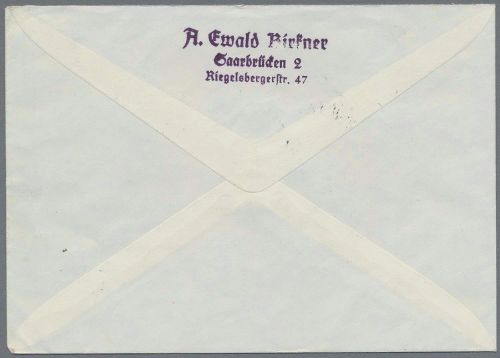 A. Ewald Birkner
Saarbrücken 2
Riegelsbergerstr. 47